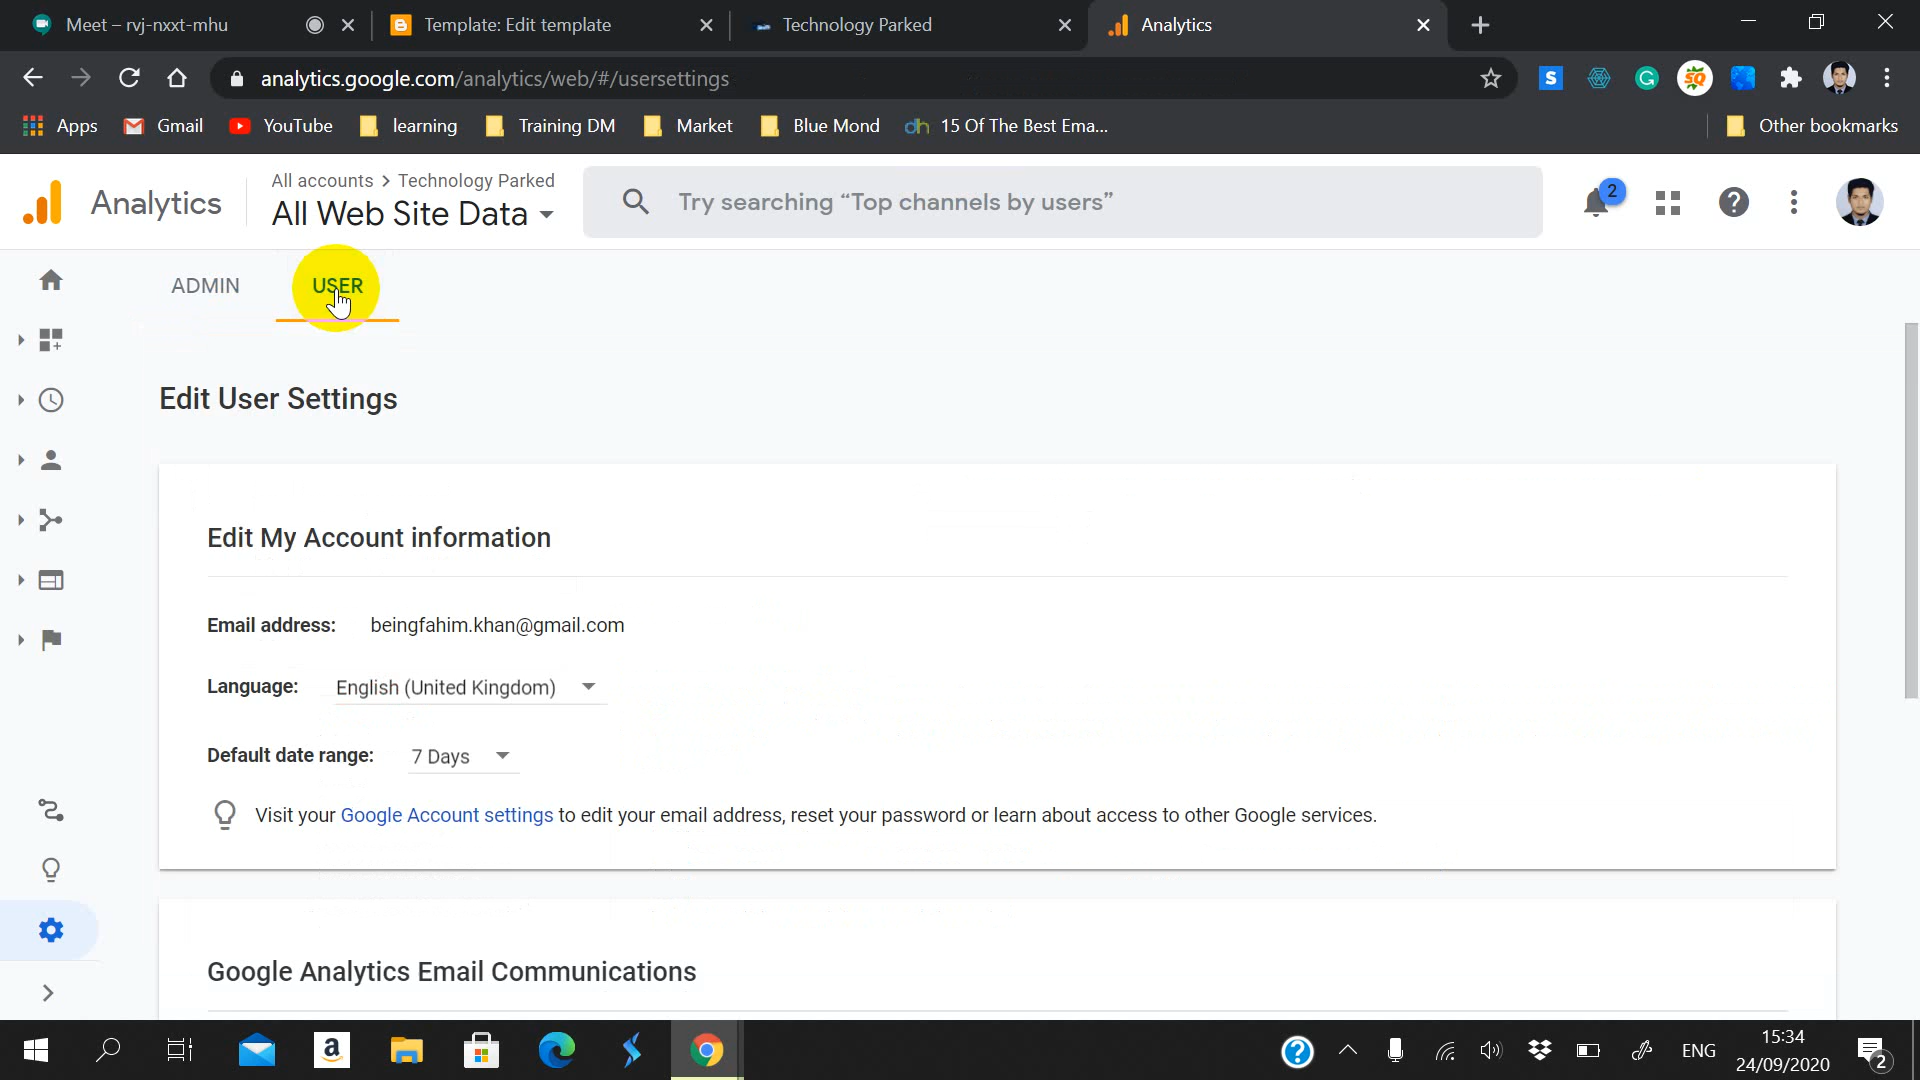 Meet – rvj-nxxt-mhu
Template: Edit template
Technology Parked
Analytics
analytics.google.com/analytics/web/#/usersettings
Apps
Gmail
YouTube
learning
Training DM
Market
Blue Mond
dh
15 Of The Best Ema...
Other bookmarks
Analytics
All accounts > Technology Parked
All Web Site Data
Try searching “Top channels by users”
2
ADMIN
USER
Edit User Settings
Edit My Account information
Email address: beingfahim.khan@gmail.com
Language: English (United Kingdom)
Default date range: 7 Days
Visit your Google Account settings to edit your email address, reset your password or learn about access to other Google services.
Google Analytics Email Communications
ENG
15:34
24/09/2020
2